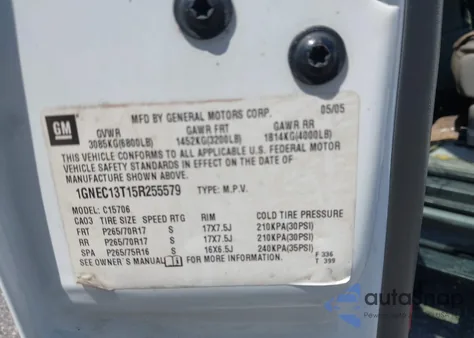 GM
MFD BY GENERAL MOTORS CORP. 05/05
GVWR GAWR FRT GAWR RR
3085KG(6800LB) 1452KG(3200LB) 1814KG(4000LB)
THIS VEHICLE CONFORMS TO ALL APPLICABLE U.S. FEDERAL MOTOR
VEHICLE SAFETY STANDARDS IN EFFECT ON THE DATE OF
MANUFACTURE SHOWN ABOVE.
1GNEC13T15R255579 TYPE: M.P.V.
MODEL: C15706
CA03 TIRE SIZE SPEED RTG RIM COLD TIRE PRESSURE
FRT P265/70R17 S 17X7.5J 210KPA(30PSI)
RR P265/70R17 S 17X7.5J 210KPA(30PSI)
SPA P265/75R16 S 16X6.5J 240KPA(35PSI)
SEE OWNER'S MANUAL FOR MORE INFORMATION. F 336
T 399
autosnap